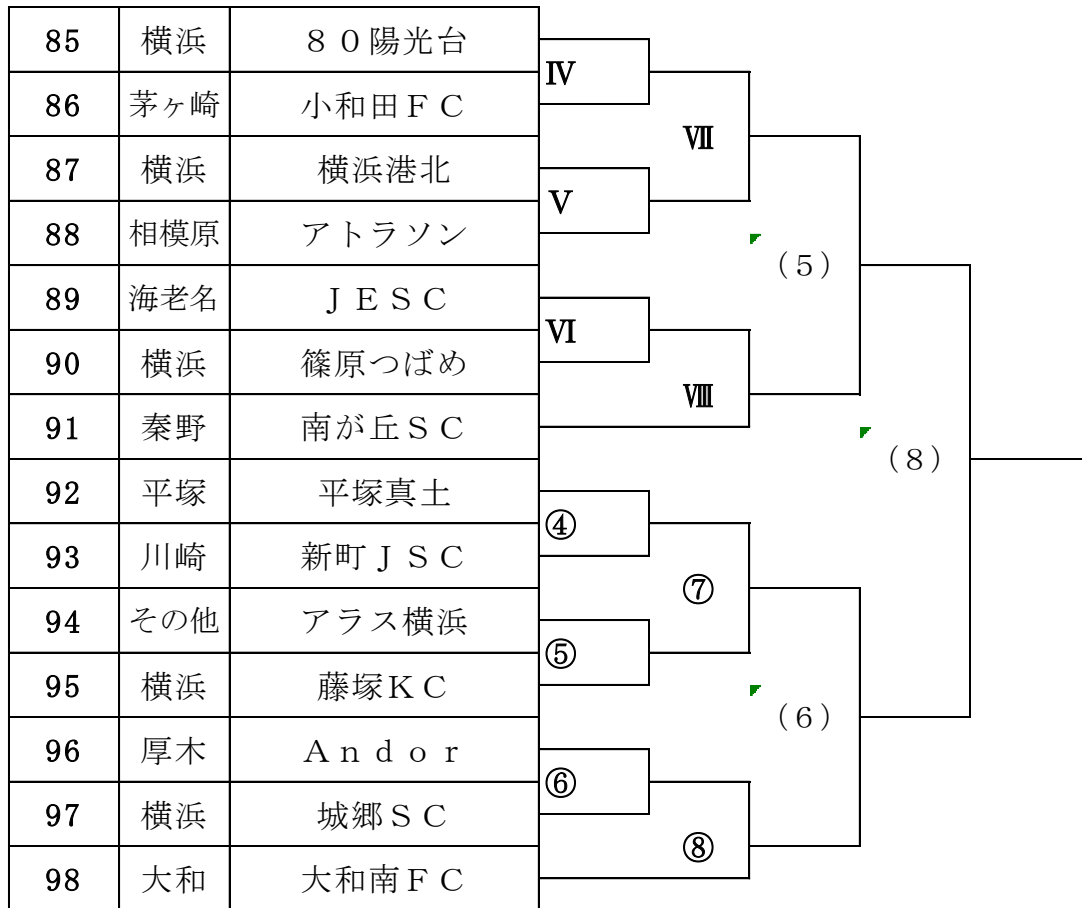 85 横浜 ８０陽光台
Ⅳ
86 茅ヶ崎 小和田ＦＣ
Ⅶ
87 横浜 横浜港北
Ⅴ
88 相模原 アトラソン
（５）
89 海老名 ＪＥＳＣ
Ⅵ
90 横浜 篠原つばめ
Ⅷ
91 秦野 南が丘ＳＣ
（８）
92 平塚 平塚真土
④
93 川崎 新町ＪＳＣ
⑦
94 その他 アラス横浜
⑤
95 横浜 藤塚ＫＣ
（６）
96 厚木 Ａｎｄｏｒ
⑥
97 横浜 城郷ＳＣ
⑧
98 大和 大和南ＦＣ